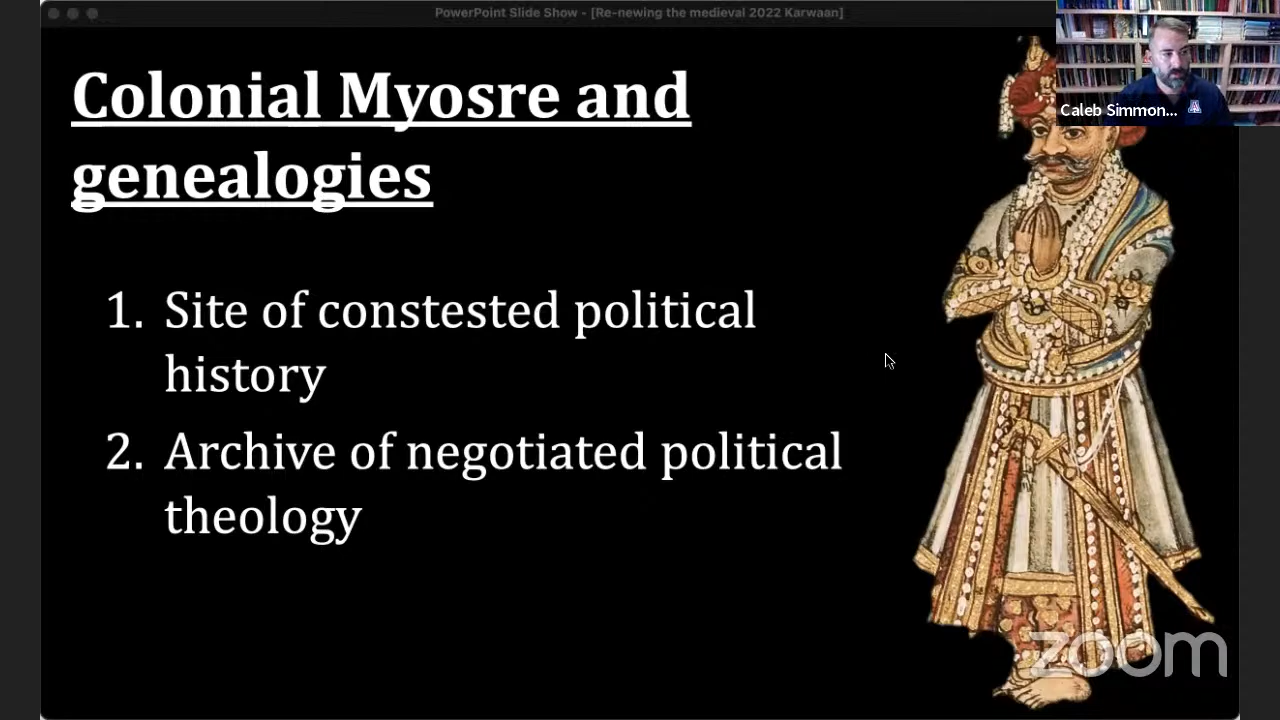 PowerPoint Slide Show - [Re-newing the medieval 2022 Karwaan]
Caleb Simmon...
Colonial Myosre and
genealogies
1. Site of constested political
history
2. Archive of negotiated political
theology
zoom